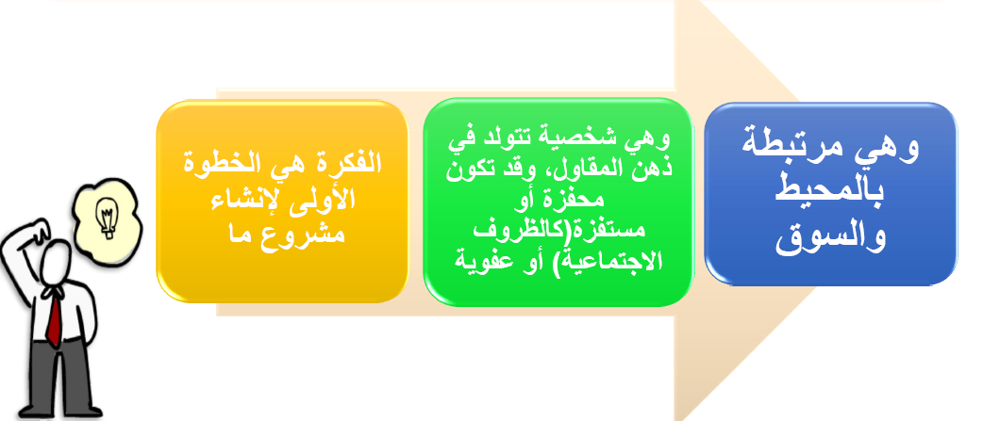 الفكرة هي الخطوة
الأولى لإنشاء
مشروع ما
وهي شخصية تتولد في
ذهن المقاول، وقد تكون
محفزة أو
مستفزة(كالظروف
الاجتماعية) أو عفوية
وهي مرتبطة
بالمحيط
والسوق